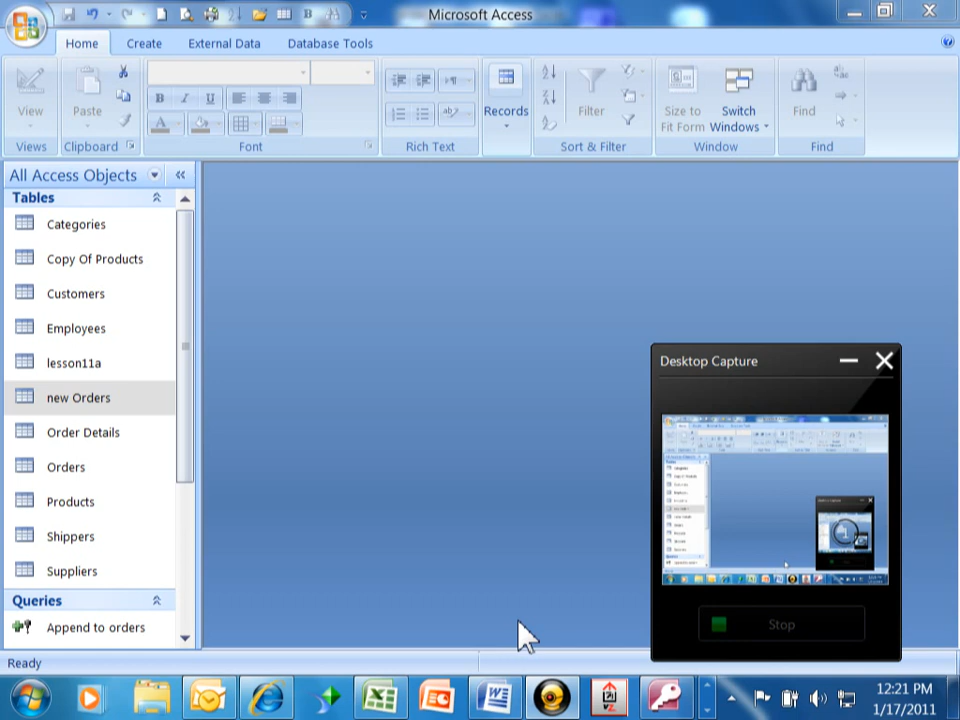 Microsoft Access
Home Create External Data Database Tools
View
Paste
B I U
A
ab
Records
Filter
Size to Fit Form
Switch Windows
Find
Views Clipboard Font Rich Text Sort & Filter Window Find
All Access Objects
Tables
Categories
Copy Of Products
Customers
Employees
lesson11a
new Orders
Order Details
Orders
Products
Shippers
Suppliers
Queries
Append to orders
Desktop Capture
Stop
Ready
12:21 PM
1/17/2011